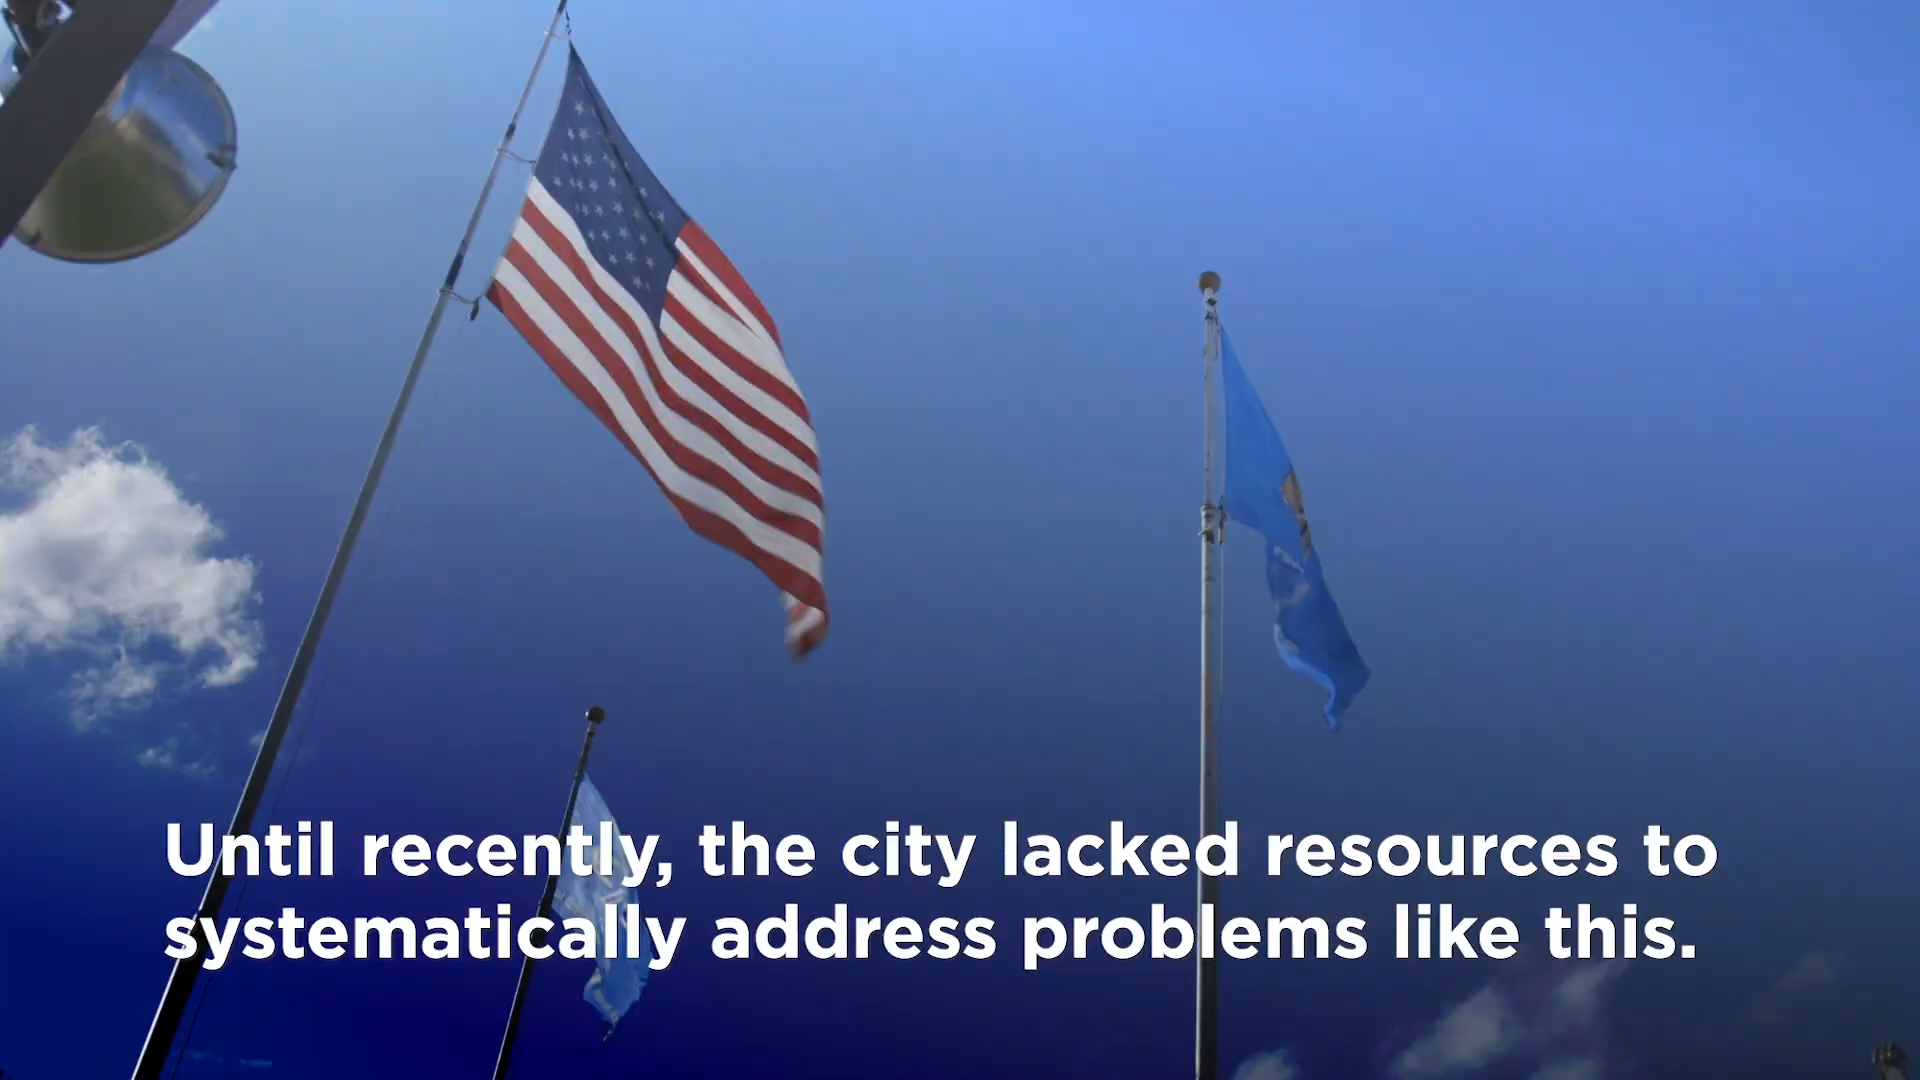 Until recently, the city lacked resources to
systematically address problems like this.